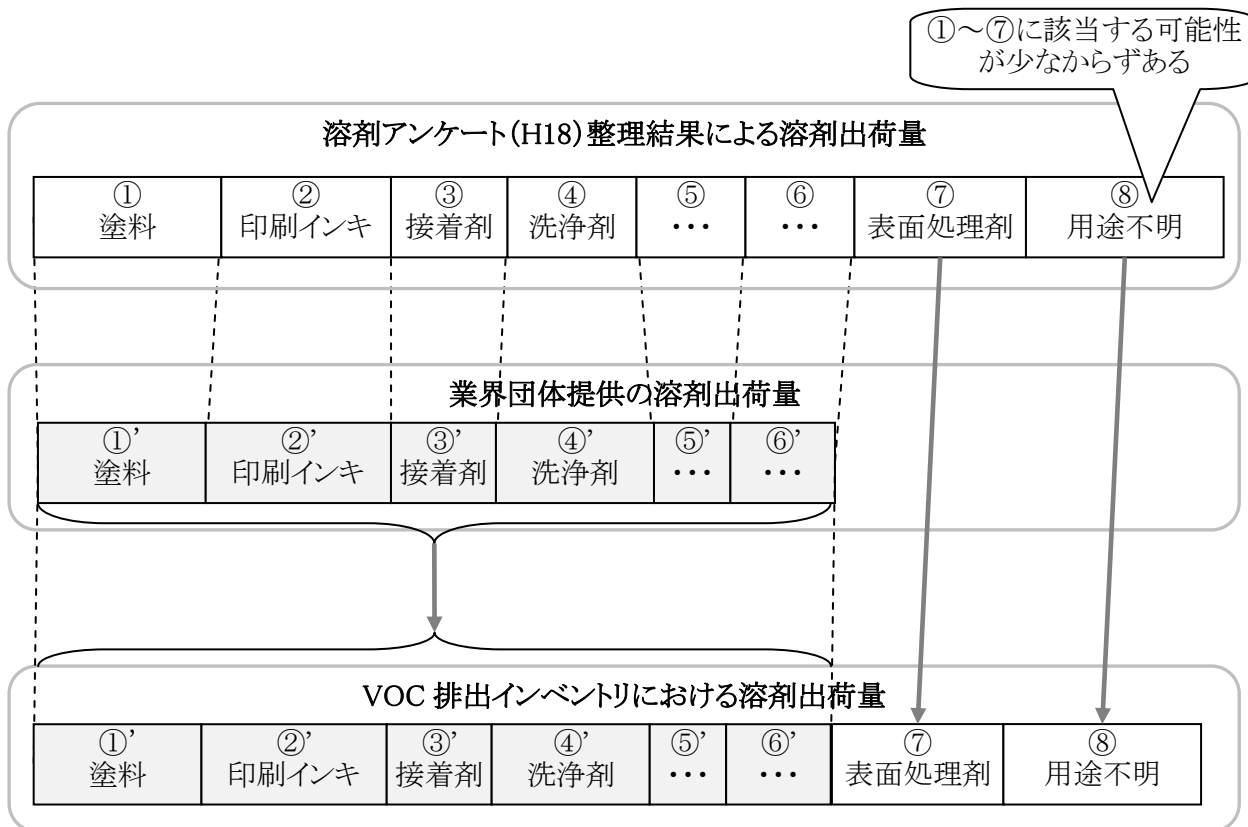 ①～⑦に該当する可能性
が少なからずある
溶剤アンケート(H18)整理結果による溶剤出荷量
①
塗料
②
印刷インキ
③
接着剤
④
洗浄剤
⑤
・・・
⑥
・・・
⑦
表面処理剤
⑧
用途不明
業界団体提供の溶剤出荷量
①’
塗料
②’
印刷インキ
③’
接着剤
④’
洗浄剤
⑤’
・・・
⑥’
・・・
VOC 排出インベントリにおける溶剤出荷量
①’
塗料
②’
印刷インキ
③’
接着剤
④’
洗浄剤
⑤’
・・・
⑥’
・・・
⑦
表面処理剤
⑧
用途不明